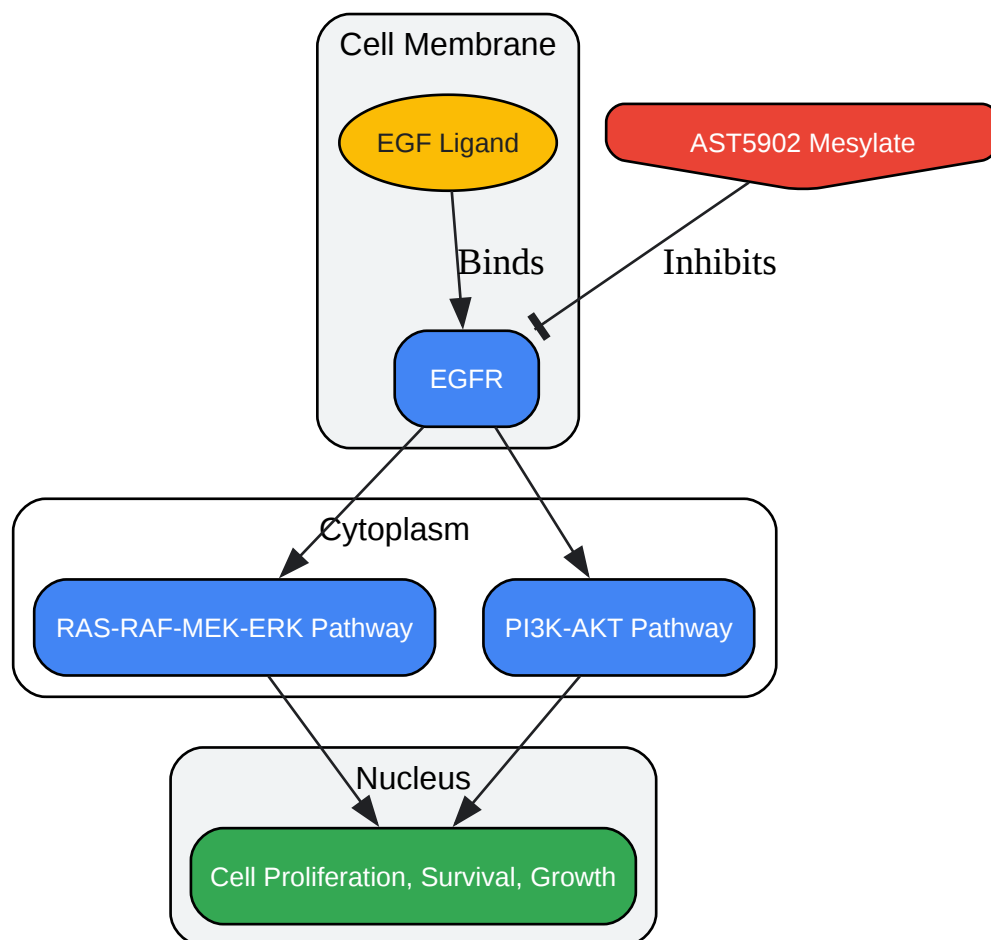 Cell Membrane
EGF Ligand
AST5902 Mesylate
Binds
Inhibits
EGFR
Cytoplasm
RAS-RAF-MEK-ERK Pathway
PI3K-AKT Pathway
Nucleus
Cell Proliferation, Survival, Growth